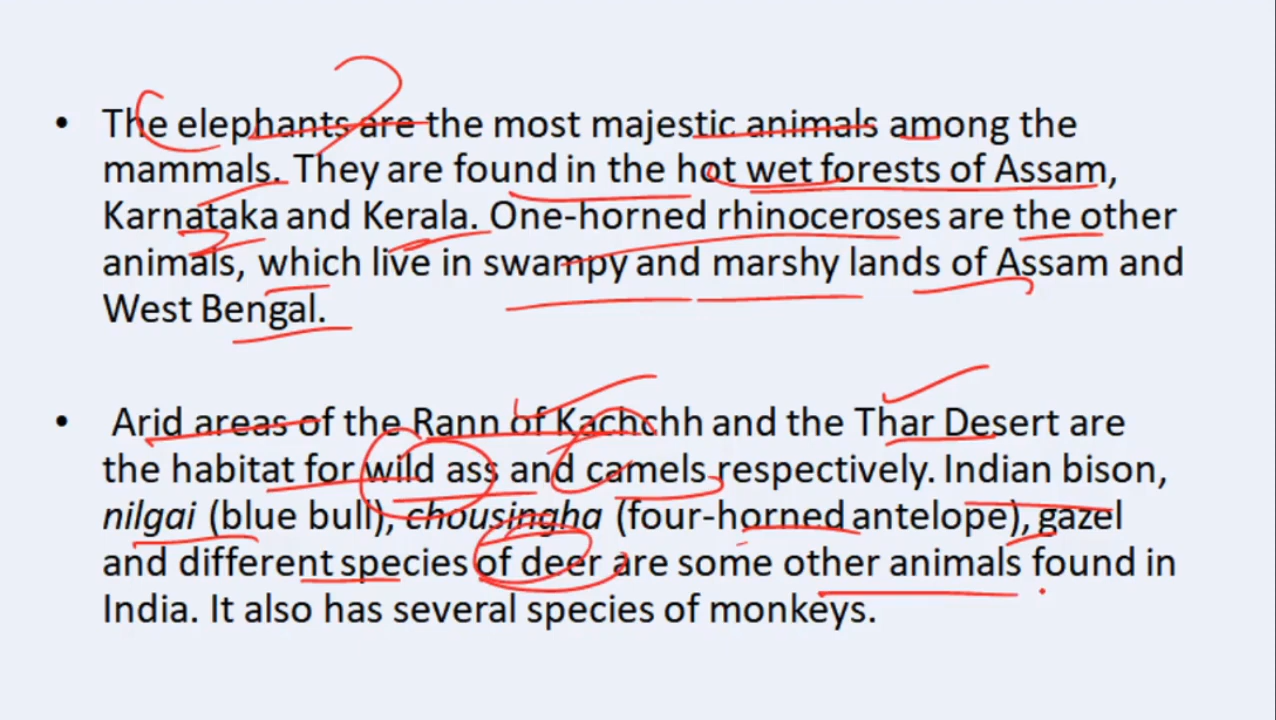 • The elephants are the most majestic animals among the
mammals. They are found in the hot wet forests of Assam,
Karnataka and Kerala. One-horned rhinoceroses are the other
animals, which live in swampy and marshy lands of Assam and
West Bengal.
• Arid areas of the Rann of Kachchh and the Thar Desert are
the habitat for wild ass and camels respectively. Indian bison,
nilgai (blue bull), chousingha (four-horned antelope), gazel
and different species of deer are some other animals found in
India. It also has several species of monkeys.